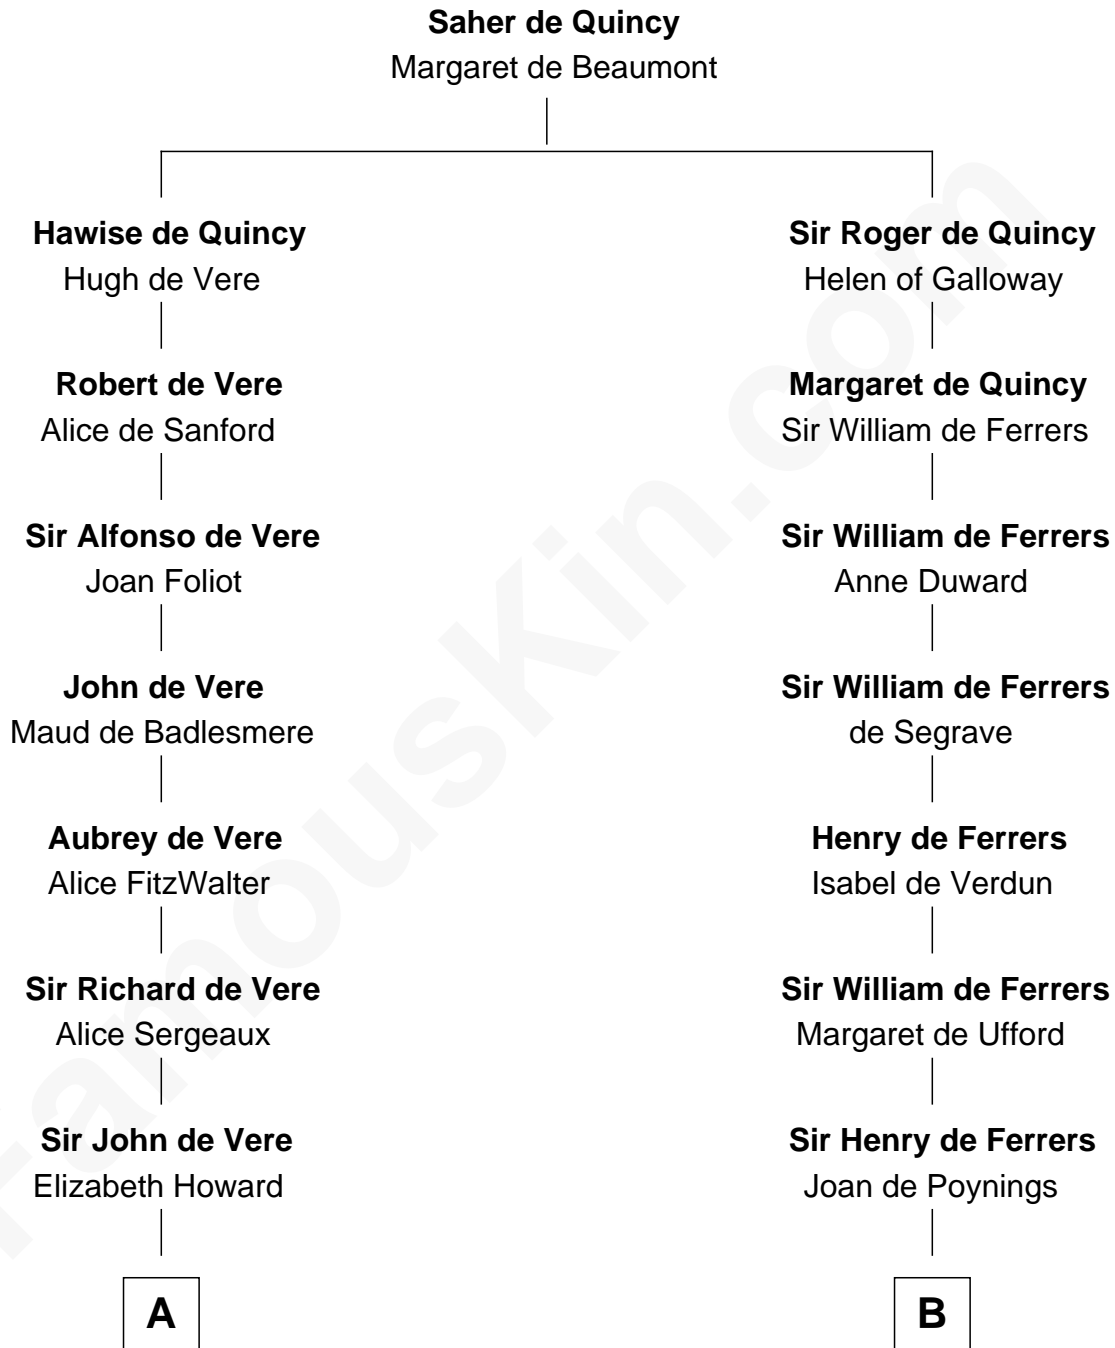 Saher de Quincy
Margaret de Beaumont
Hawise de Quincy
Hugh de Vere
Robert de Vere
Alice de Sanford
Sir Alfonso de Vere
Joan Foliot
John de Vere
Maud de Badlesmere
Aubrey de Vere
Alice FitzWalter
Sir Richard de Vere
Alice Sergeaux
Sir John de Vere
Elizabeth Howard
A
Sir Roger de Quincy
Helen of Galloway
Margaret de Quincy
Sir William de Ferrers
Sir William de Ferrers
Anne Duward
Sir William de Ferrers
de Segrave
Henry de Ferrers
Isabel de Verdun
Sir William de Ferrers
Margaret de Ufford
Sir Henry de Ferrers
Joan de Poynings
B
FamousKin.com